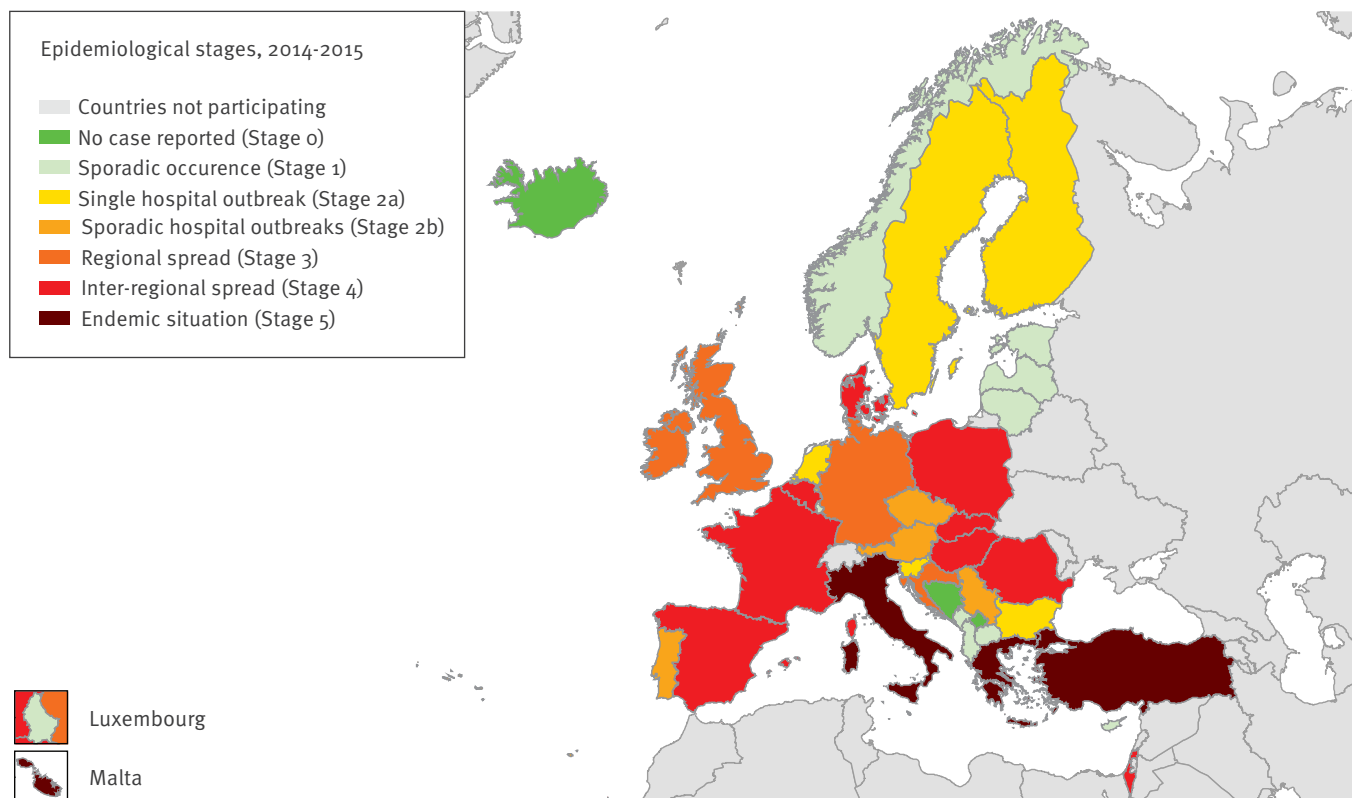 Epidemiological stages, 2014-2015
Countries not participating
No case reported (Stage 0)
Sporadic occurence (Stage 1)
Single hospital outbreak (Stage 2a)
Sporadic hospital outbreaks (Stage 2b)
Regional spread (Stage 3)
Inter-regional spread (Stage 4)
Endemic situation (Stage 5)
Luxembourg
Malta